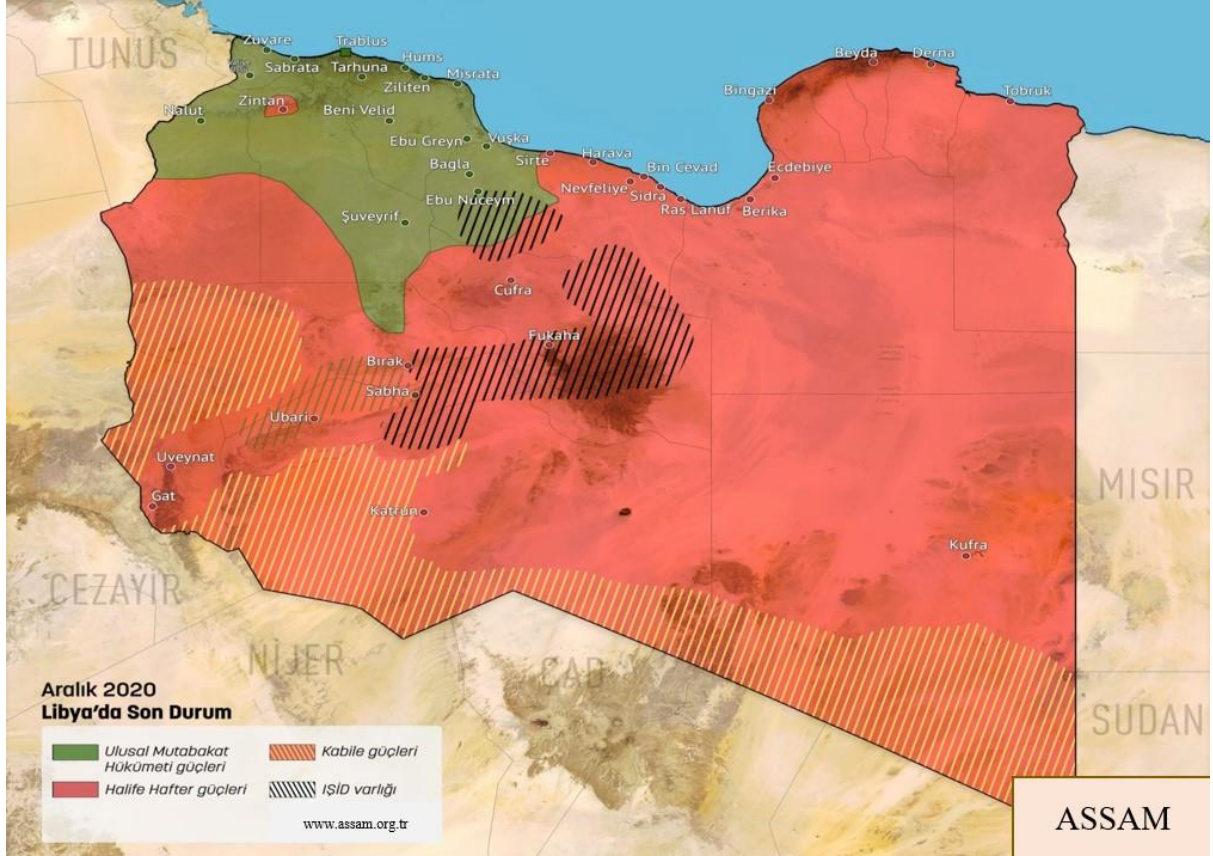 TUNUS
Zuvare
Trablus
Sabrata
Tarhuna
Hums
Ziliten
Misrata
Beyda
Derna
Bingazi
Tobruk
Nalut
Zintan
Beni Velid
Ebu Greyn
Vuşka
Bagla
Sirte
Harava
Bin Cevad
Ecdebiye
Nevfeliye
Sidra
Ras Lanuf
Berika
Ebu Nuceym
Şuveyrif
Cufra
Fukaha
Bırak
Sabha
Ubari
Uveynat
Gat
Katrun
Kufra
MISIR
CEZAYİR
NİJER
ÇAD
SUDAN
Aralık 2020
Libya'da Son Durum
Ulusal Mutabakat
Hükümeti güçleri
Kabile güçleri
Halife Hafter güçleri
IŞİD varlığı
www.assam.org.tr
ASSAM